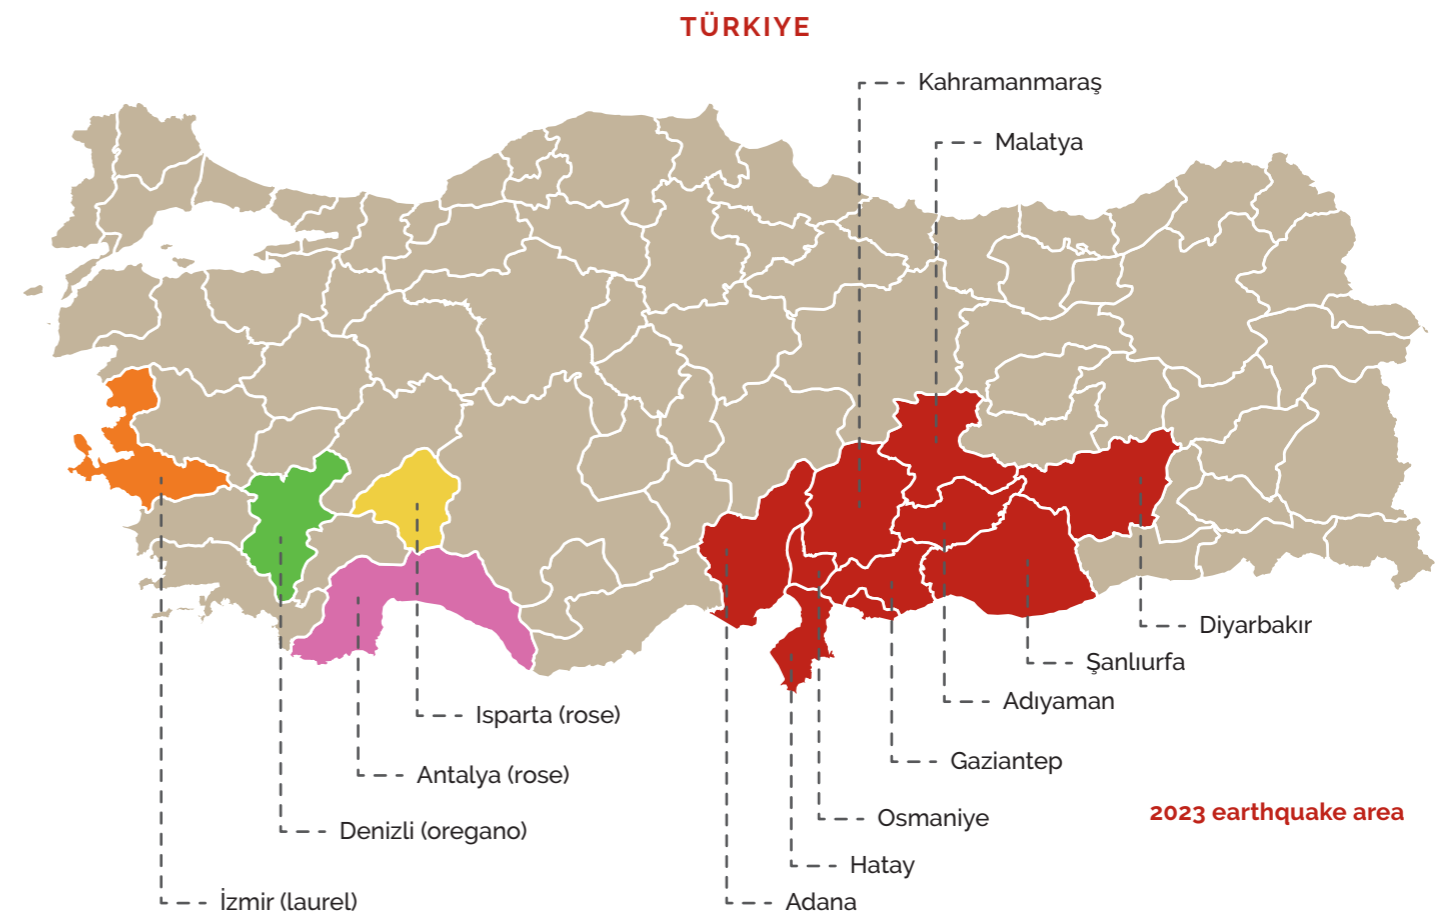 TÜRKIYE
Kahramanmaraş
Malatya
Diyarbakır
Şanlıurfa
Adıyaman
Isparta (rose)
Gaziantep
Antalya (rose)
2023 earthquake area
Osmaniye
Denizli (oregano)
Hatay
İzmir (laurel)
Adana